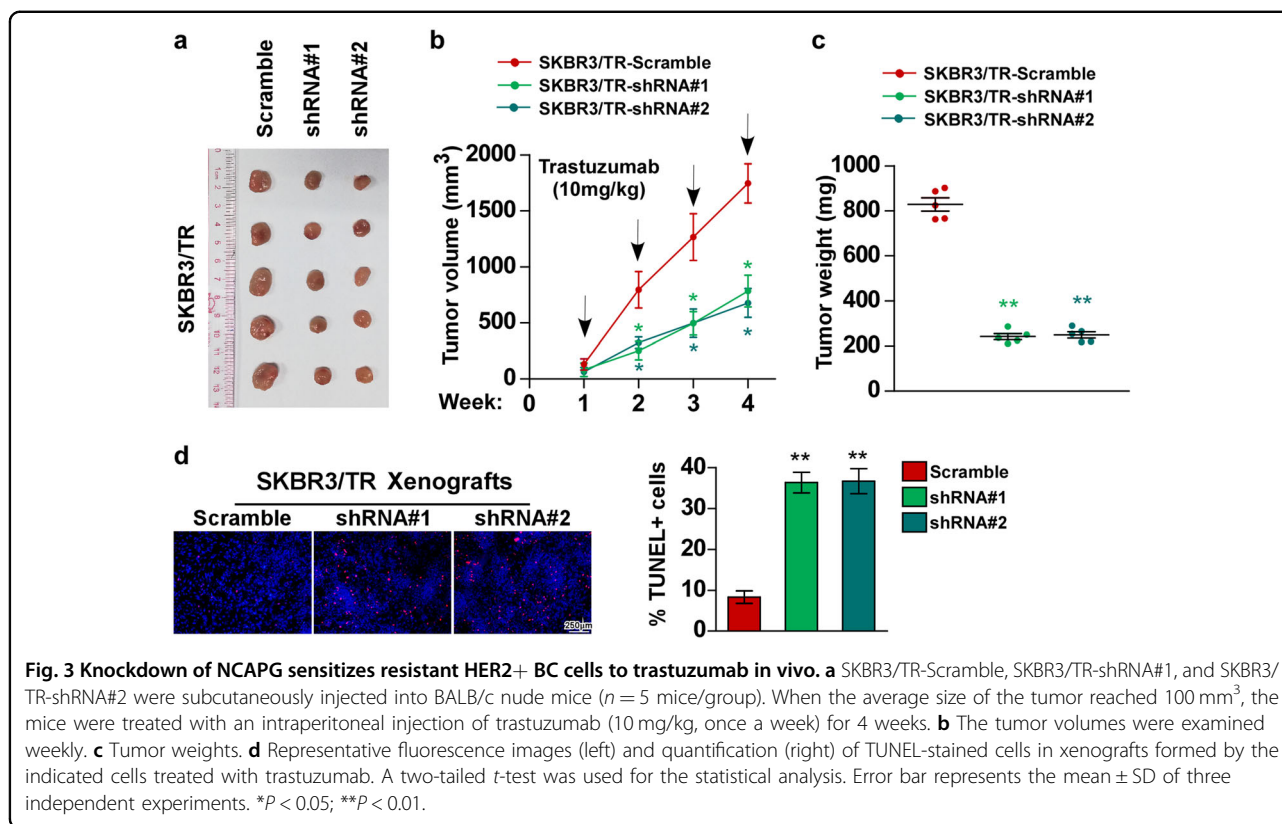 a
Scramble
shRNA#1
shRNA#2
SKBR3/TR
b
SKBR3/TR-Scramble
SKBR3/TR-shRNA#1
SKBR3/TR-shRNA#2
Trastuzumab
(10mg/kg)
Tumor volume (mm³)
2000
1500
1000
500
0
*
*
*
*
*
*
Week: 0 1 2 3 4
c
SKBR3/TR-Scramble
SKBR3/TR-shRNA#1
SKBR3/TR-shRNA#2
Tumor weight (mg)
1000
800
600
400
200
0
** **
d
SKBR3/TR Xenografts
Scramble shRNA#1 shRNA#2
250μm
% TUNEL+ cells
40
30
20
10
0
** **
Scramble
shRNA#1
shRNA#2
Fig. 3 Knockdown of NCAPG sensitizes resistant HER2+ BC cells to trastuzumab in vivo. a SKBR3/TR-Scramble, SKBR3/TR-shRNA#1, and SKBR3/
TR-shRNA#2 were subcutaneously injected into BALB/c nude mice (n = 5 mice/group). When the average size of the tumor reached 100 mm³, the
mice were treated with an intraperitoneal injection of trastuzumab (10 mg/kg, once a week) for 4 weeks. b The tumor volumes were examined
weekly. c Tumor weights. d Representative fluorescence images (left) and quantification (right) of TUNEL-stained cells in xenografts formed by the
indicated cells treated with trastuzumab. A two-tailed t-test was used for the statistical analysis. Error bar represents the mean ± SD of three
independent experiments. *P < 0.05; **P < 0.01.